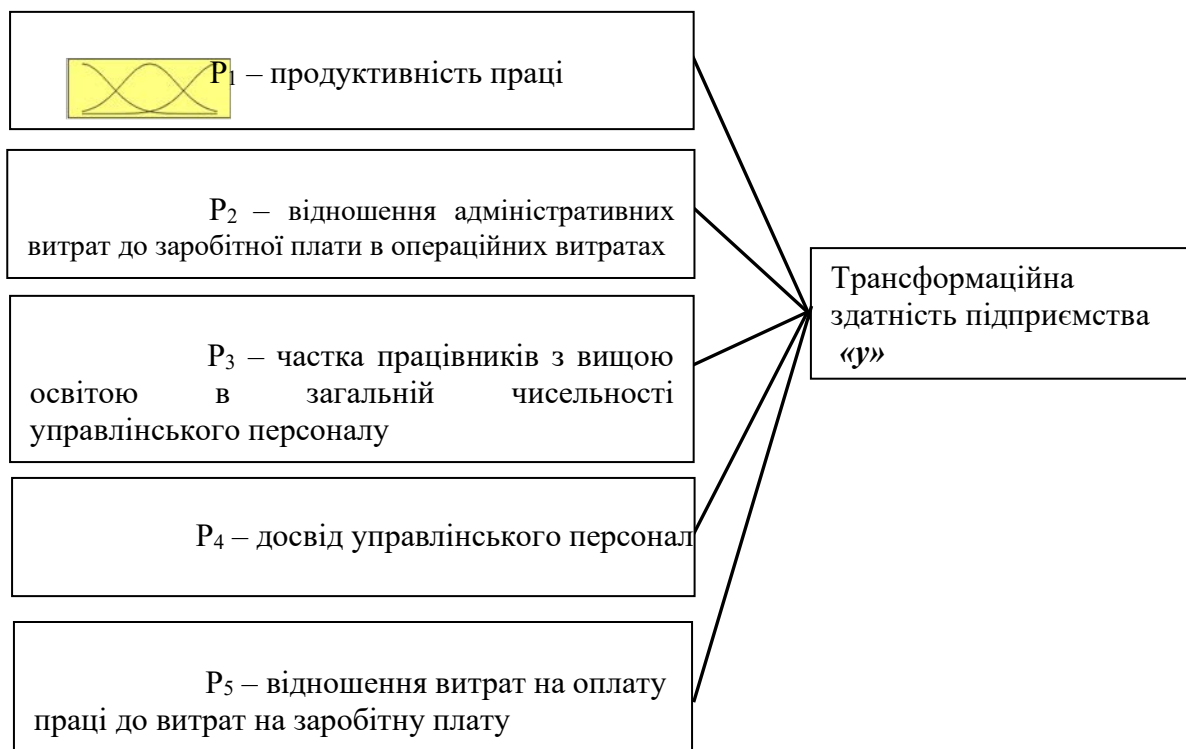 P₁ – продуктивність праці
P₂ – відношення адміністративних
витрат до заробітної плати в операційних витратах
P₃ – частка працівників з вищою
освітою в загальній чисельності
управлінського персоналу
P₄ – досвід управлінського персонал
P₅ – відношення витрат на оплату
праці до витрат на заробітну плату
Трансформаційна
здатність підприємства
«y»